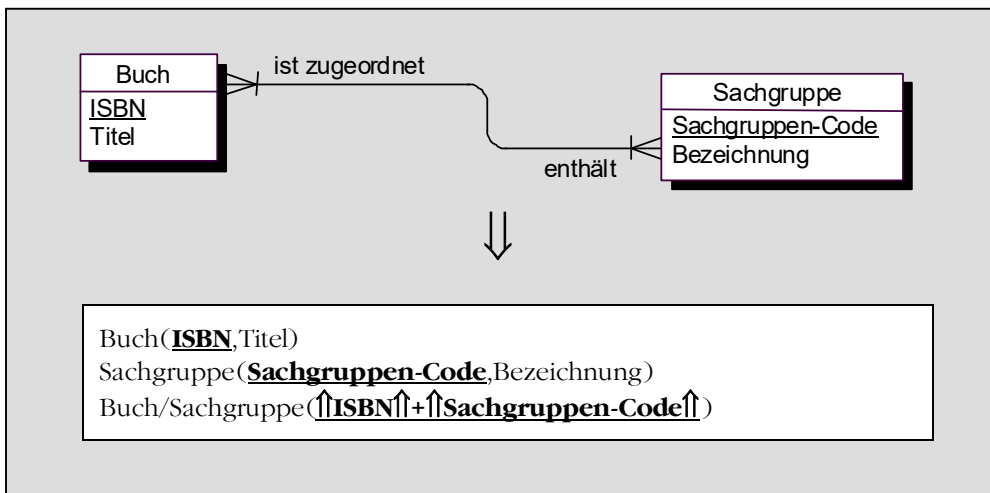 Buch
ISBN
Titel
ist zugeordnet
enthält
Sachgruppe
Sachgruppen-Code
Bezeichnung
⇓
Buch(ISBN,Titel)
Sachgruppe(Sachgruppen-Code,Bezeichnung)
Buch/Sachgruppe(⇑ISBN⇑+⇑Sachgruppen-Code⇑)